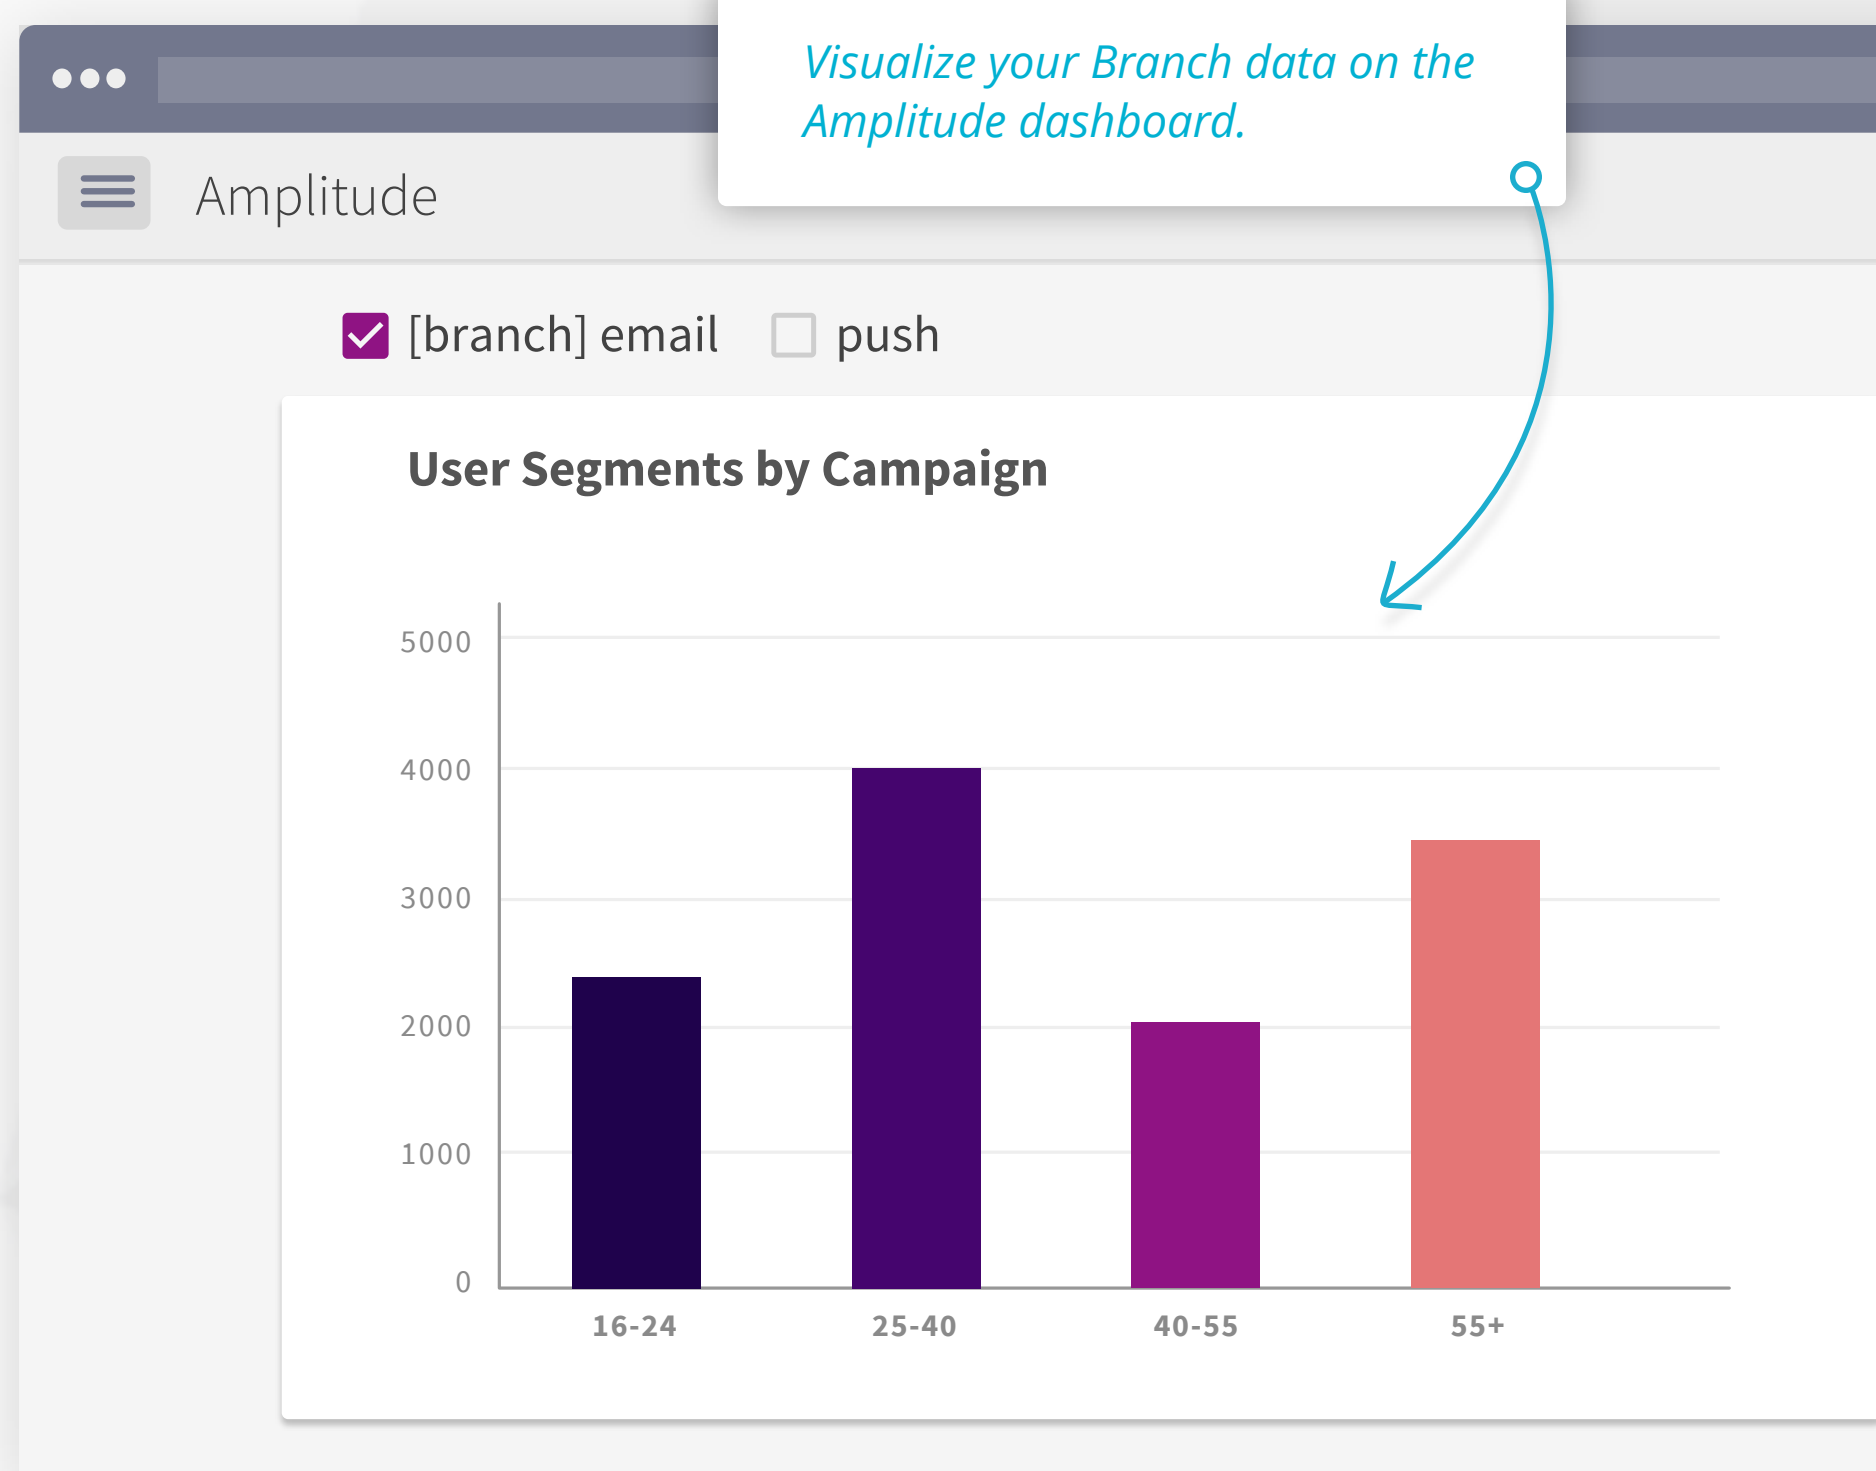 Visualize your Branch data on the
Amplitude dashboard.
Amplitude
[branch] email push
User Segments by Campaign
5000
4000
3000
2000
1000
0
16-24 25-40 40-55 55+